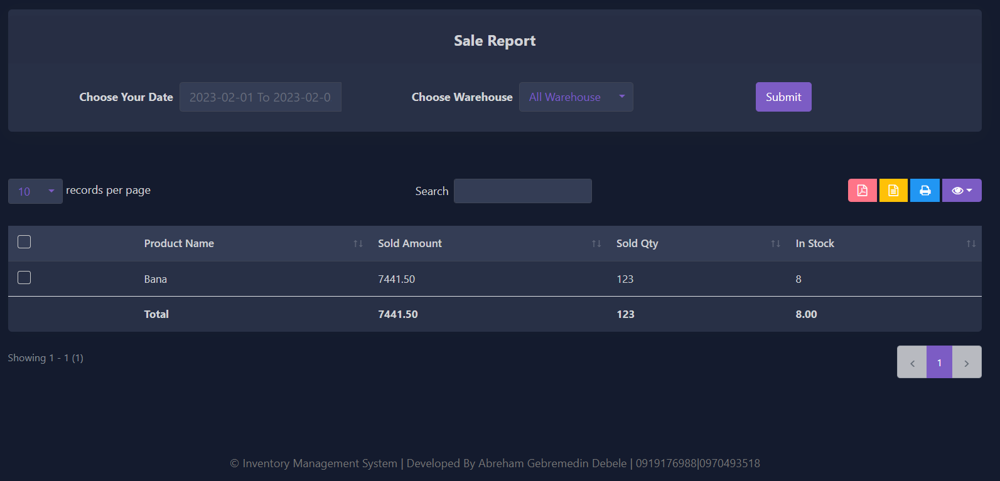 Sale Report
Choose Your Date 2023-02-01 To 2023-02-0 Choose Warehouse All Warehouse Submit
10 records per page Search
Product Name Sold Amount Sold Qty In Stock
Bana 7441.50 123 8
Total 7441.50 123 8.00
Showing 1 - 1 (1)
‹ 1 ›
© Inventory Management System | Developed By Abreham Gebremedin Debele | 0919176988|0970493518